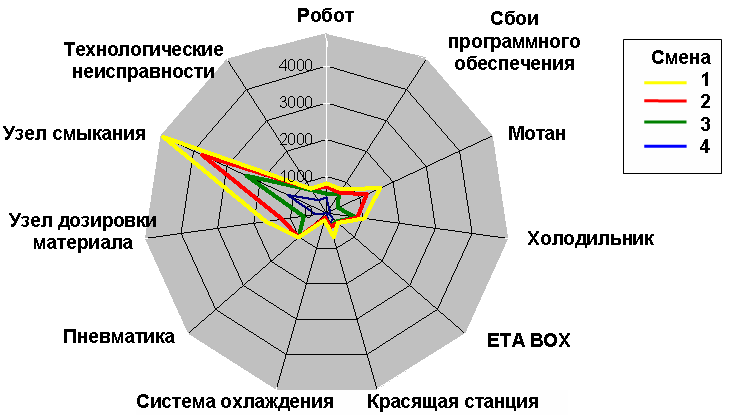 Робот
Сбои
программного
обеспечения
Технологические
неисправности
Смена
1
2
3
4
4000
3000
2000
1000
0
Узел смыкания
Мотан
Узел дозировки
материала
Холодильник
Пневматика
ETA BOX
Система охлаждения
Красящая станция